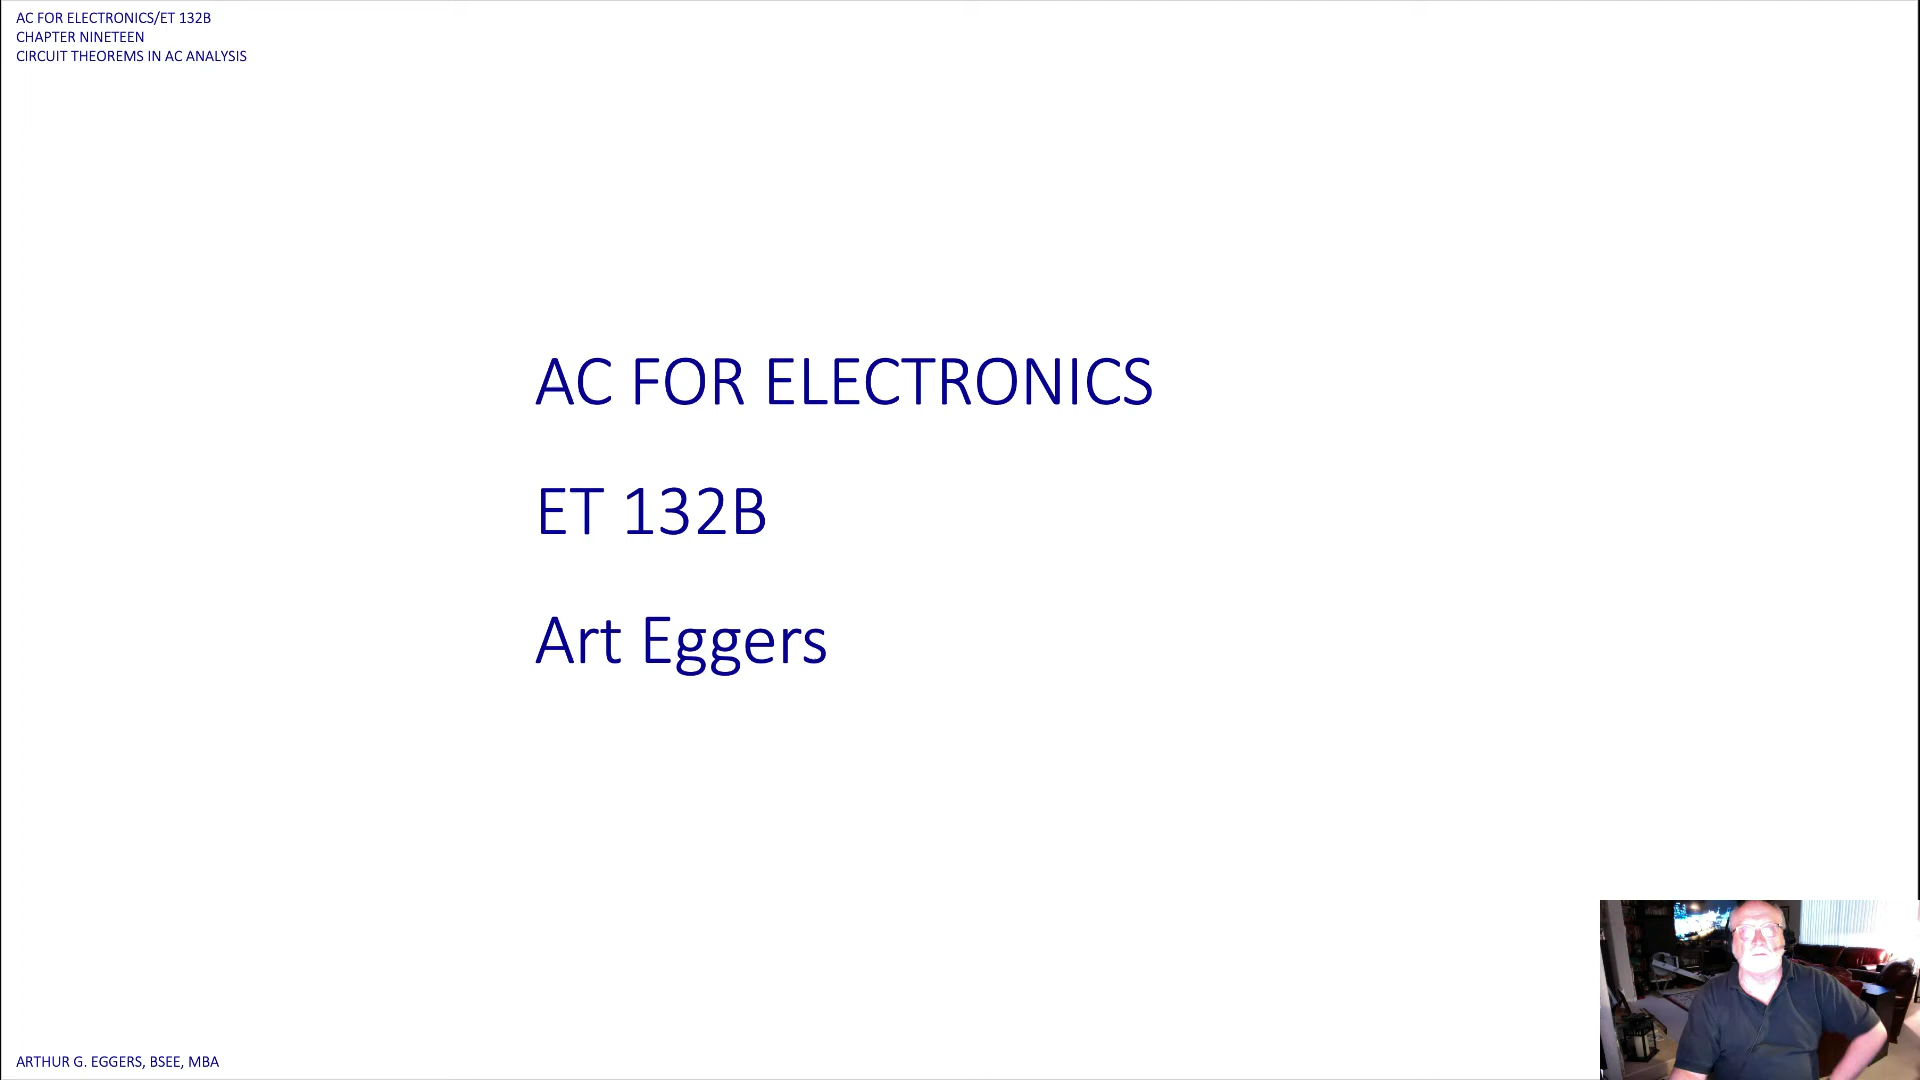 AC FOR ELECTRONICS/ET 132B
CHAPTER NINETEEN
CIRCUIT THEOREMS IN AC ANALYSIS
AC FOR ELECTRONICS
ET 132B
Art Eggers
ARTHUR G. EGGERS, BSEE, MBA